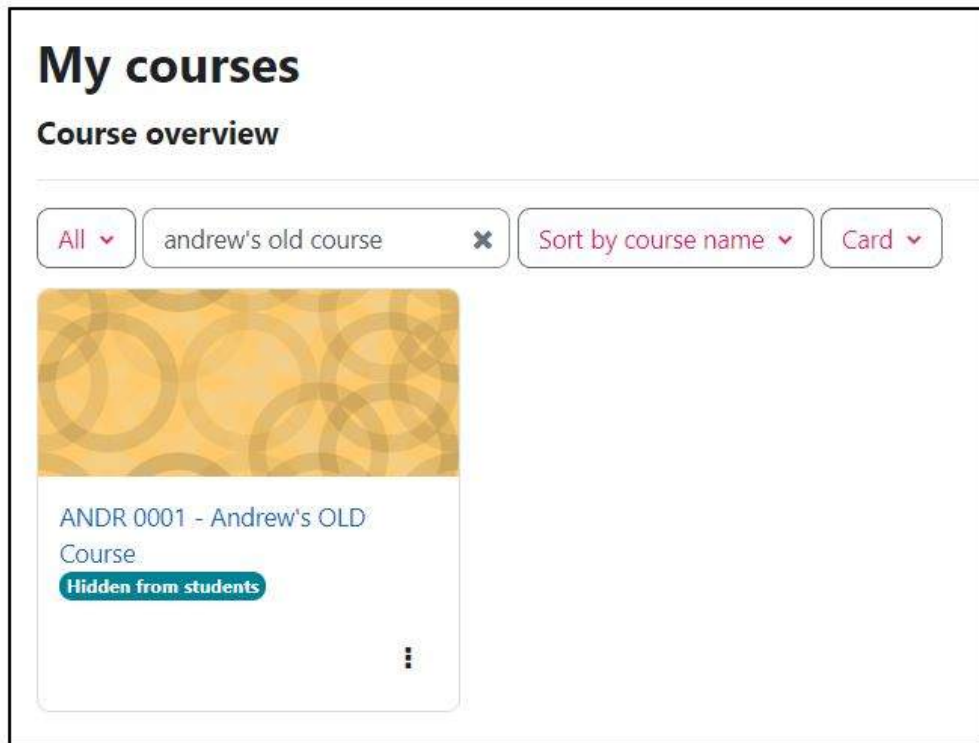 My courses
Course overview
All andrew's old course Sort by course name Card
ANDR 0001 - Andrew's OLD
Course
Hidden from students